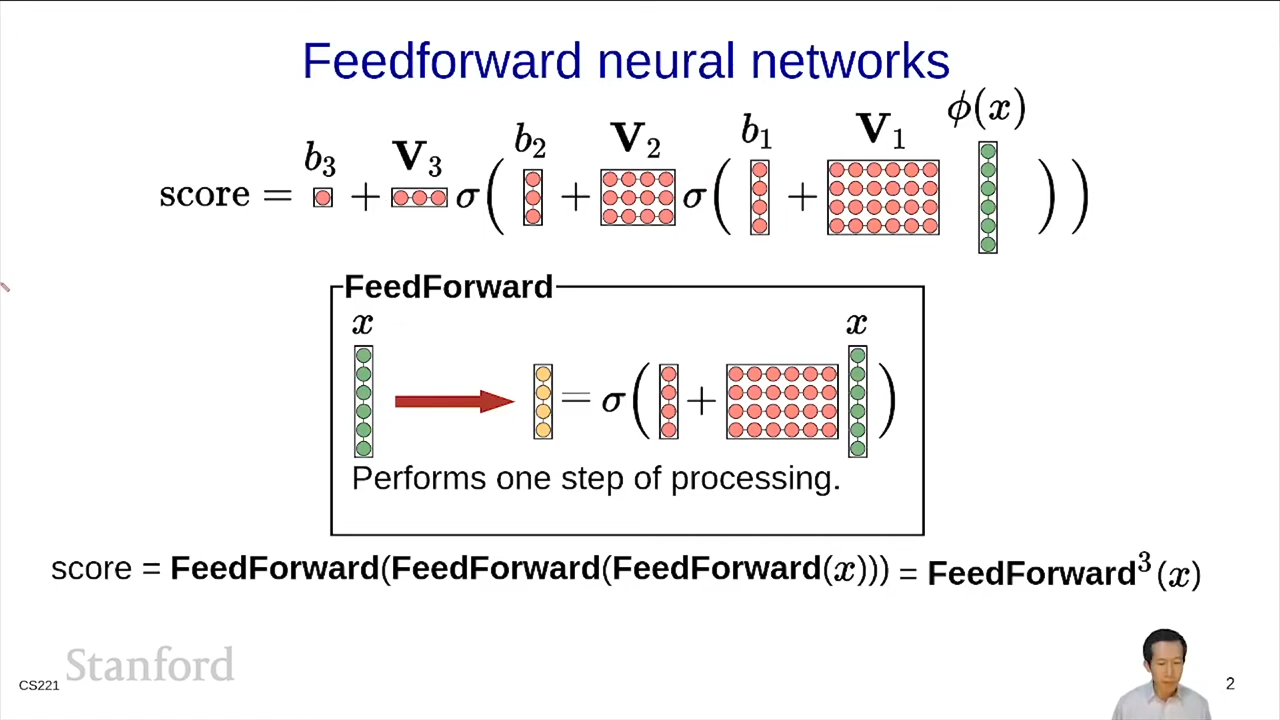 Feedforward neural networks
b₃ V₃ b₂ V₂ b₁ V₁ ϕ(x)
score = + σ( + σ( + ))
FeedForward
x x
= σ( + )
Performs one step of processing.
score = FeedForward(FeedForward(FeedForward(x))) = FeedForward³(x)
Stanford
CS221
2